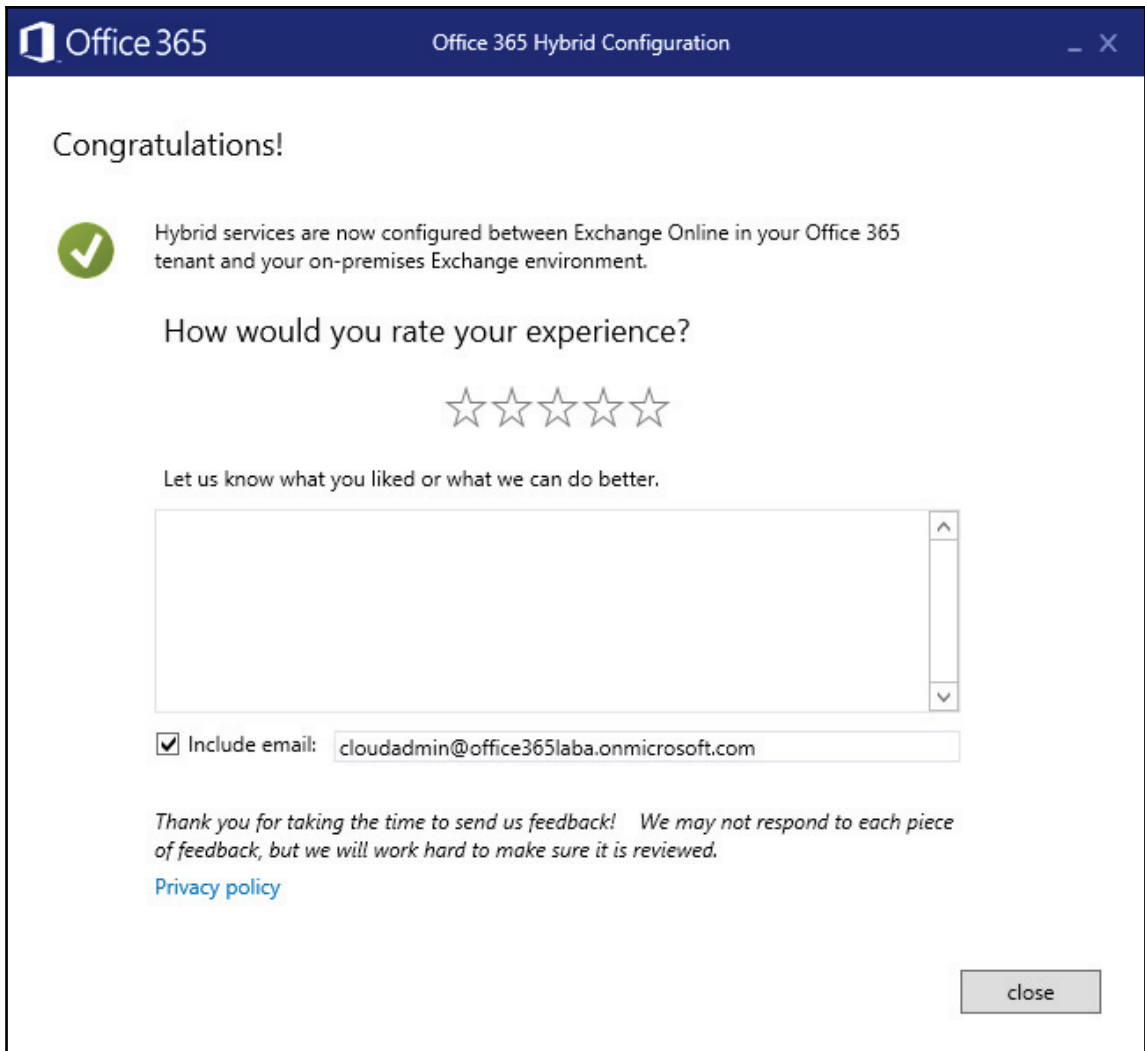 Office 365
Office 365 Hybrid Configuration
Congratulations!
Hybrid services are now configured between Exchange Online in your Office 365
tenant and your on-premises Exchange environment.
How would you rate your experience?
Let us know what you liked or what we can do better.
Include email: cloudadmin@office365laba.onmicrosoft.com
Thank you for taking the time to send us feedback! We may not respond to each piece
of feedback, but we will work hard to make sure it is reviewed.
Privacy policy
close